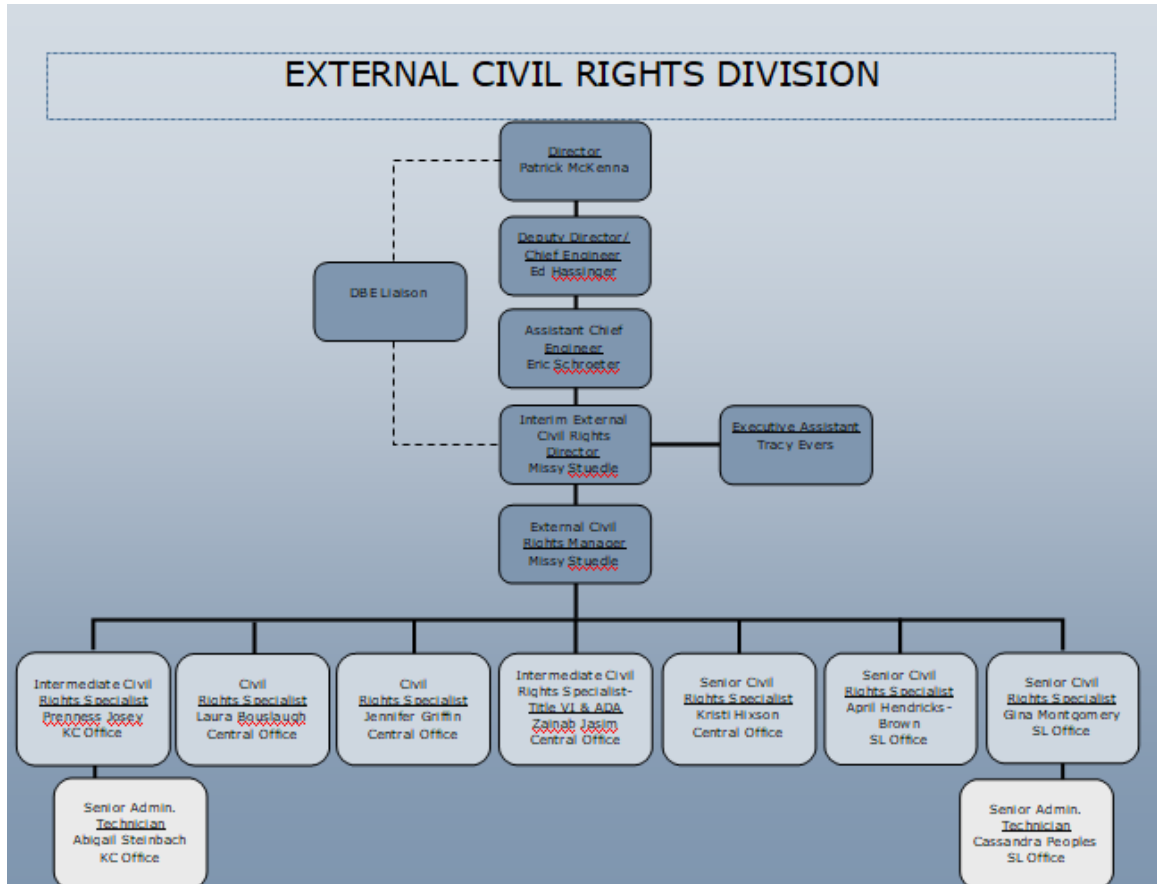 EXTERNAL CIVIL RIGHTS DIVISION
Director
Patrick McKenna
Deputy Director/
Chief Engineer
Ed Hassinger
DBE Liaison
Assistant Chief
Engineer
Eric Schroeter
Interim External
Civil Rights
Director
Missy Stuedle
Executive Assistant
Tracy Evers
External Civil
Rights Manager
Missy Stuedle
Intermediate Civil
Rights Specialist
Prenness Josey
KC Office
Civil
Rights Specialist
Laura Bouslaugh
Central Office
Civil
Rights Specialist
Jennifer Griffin
Central Office
Intermediate Civil
Rights Specialist-
Title VI & ADA
Zainab Jasim
Central Office
Senior Civil
Rights Specialist
Kristi Hixson
Central Office
Senior Civil
Rights Specialist
April Hendricks-
Brown
SL Office
Senior Civil
Rights Specialist
Gina Montgomery
SL Office
Senior Admin.
Technician
Abigail Steinbach
KC Office
Senior Admin.
Technician
Cassandra Peoples
SL Office